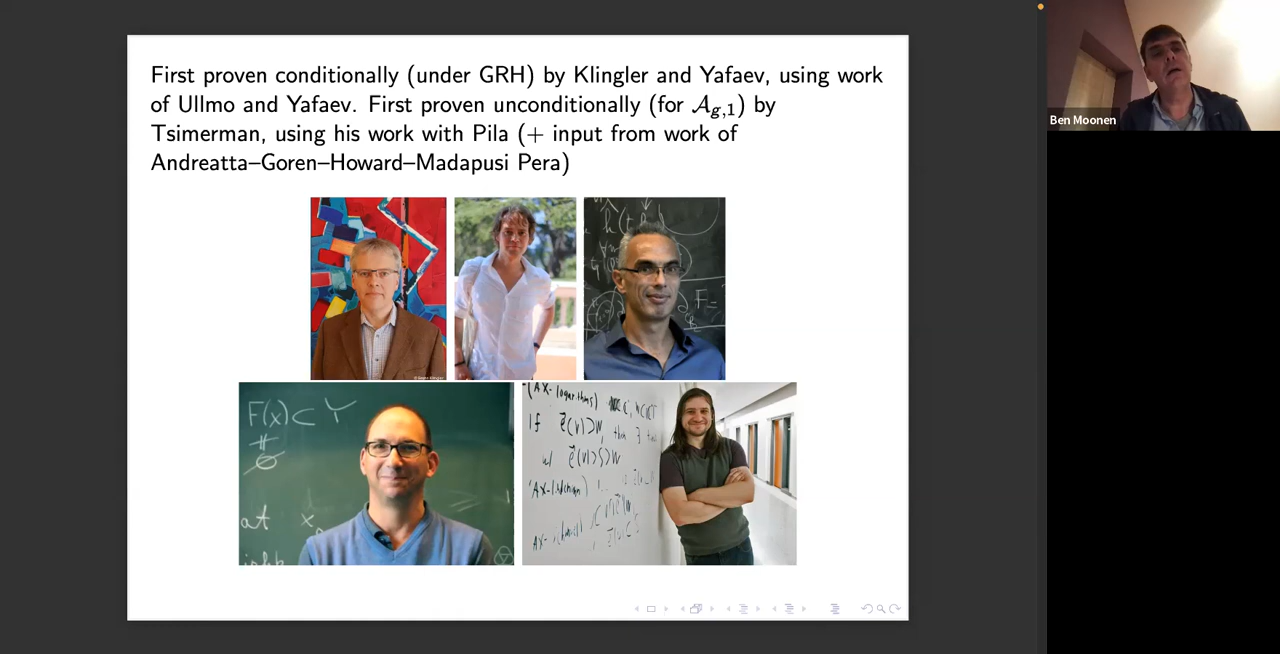 First proven conditionally (under GRH) by Klingler and Yafaev, using work
of Ullmo and Yafaev. First proven unconditionally (for 𝒜g,1) by
Tsimerman, using his work with Pila (+ input from work of
Andreatta–Goren–Howard–Madapusi Pera)
F(x) ⊂ Y
at x
(AX-logarithms)
If
w/
Ben Moonen